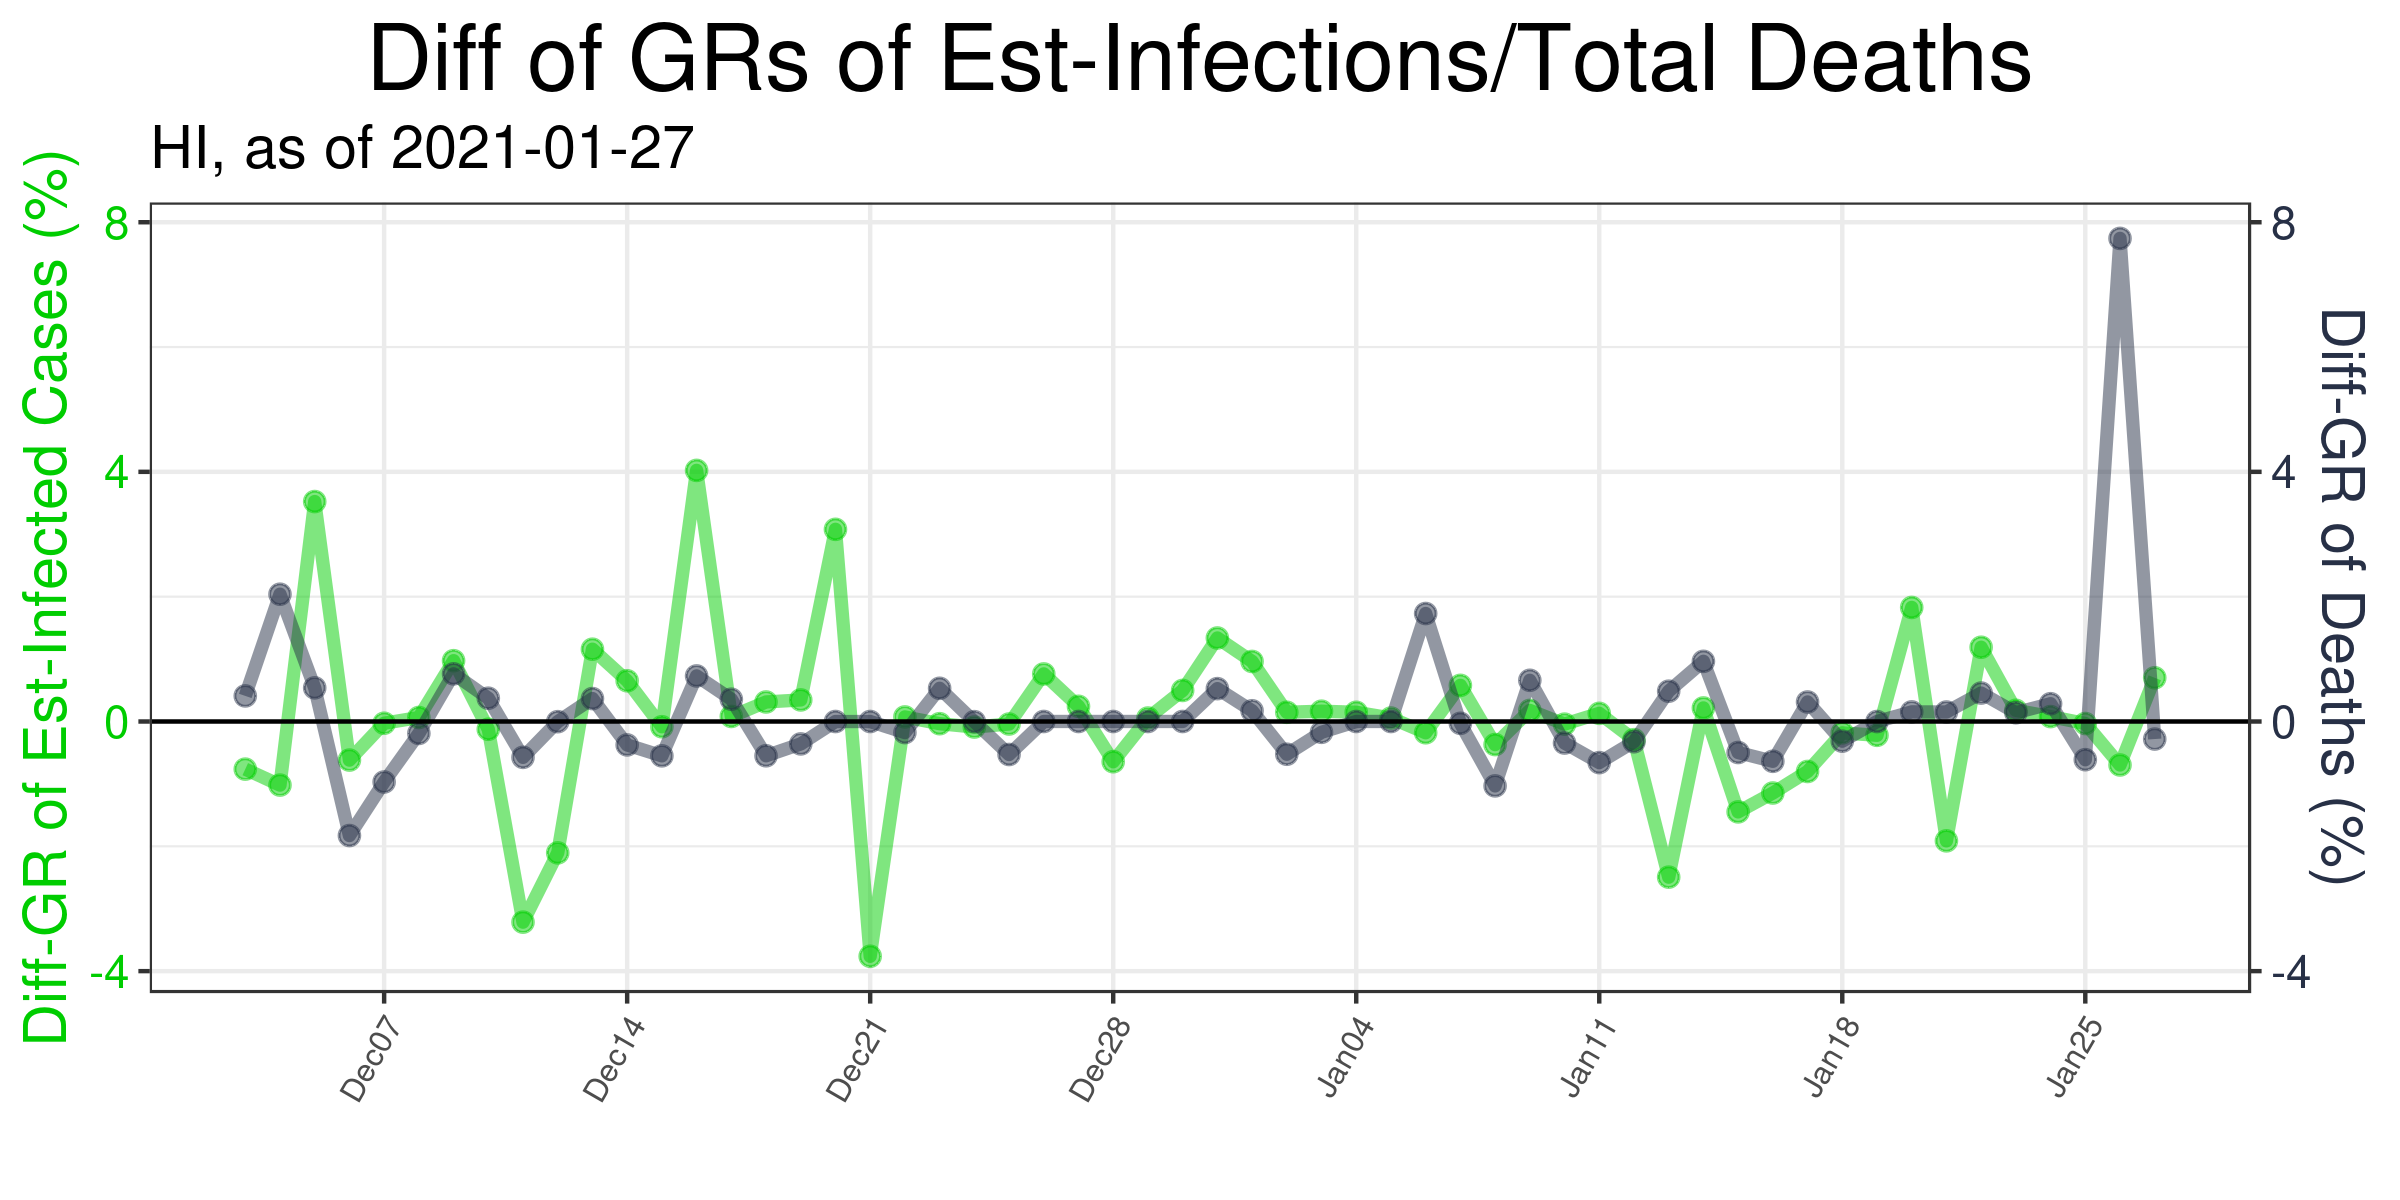 Diff of GRs of Est-Infections/Total Deaths
HI, as of 2021-01-27
Diff-GR of Est-Infected Cases (%)
8
4
0
-4
8
4
0
-4
Diff-GR of Deaths (%)
Dec07
Dec14
Dec21
Dec28
Jan04
Jan11
Jan18
Jan25